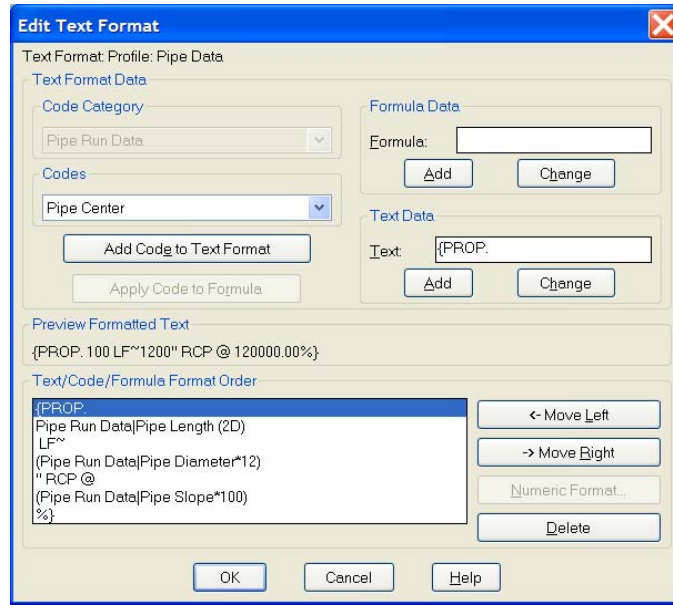 Edit Text Format
Text Format: Profile: Pipe Data
Text Format Data
Code Category
Pipe Run Data
Codes
Pipe Center
Add Code to Text Format
Apply Code to Formula
Formula Data
Formula:
Add Change
Text Data
Text: {PROP.
Add Change
Preview Formatted Text
{PROP. 100 LF~1200" RCP @ 120000.00%}
Text/Code/Formula Format Order
{PROP.
Pipe Run Data|Pipe Length (2D)
LF~
(Pipe Run Data|Pipe Diameter*12)
" RCP @
(Pipe Run Data|Pipe Slope*100)
%}
<- Move Left
-> Move Right
Numeric Format...
Delete
OK Cancel Help